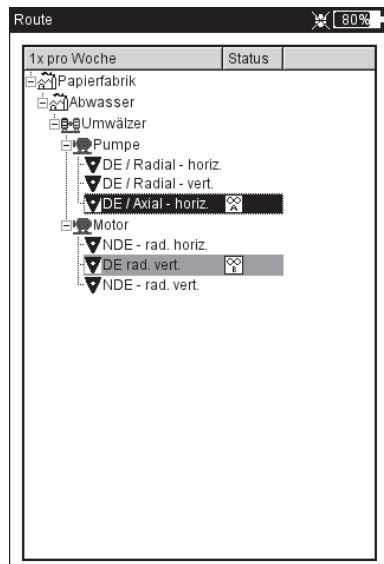 Route 80%
1x pro Woche Status
Papierfabrik
Abwasser
Umwälzer
Pumpe
DE / Radial - horiz.
DE / Radial - vert.
DE / Axial - horiz. A
Motor
NDE - rad. horiz.
DE rad. vert. B
NDE - rad. vert.